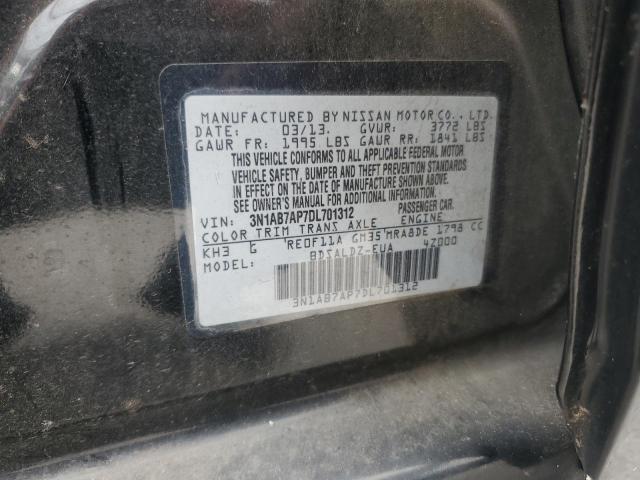 MANUFACTURED BY NISSAN MOTOR CO., LTD.
DATE: 03/13. GVWR: 3772 LBS
GAWR FR: 1995 LBS GAWR RR: 1841 LBS
THIS VEHICLE CONFORMS TO ALL APPLICABLE FEDERAL MOTOR
VEHICLE SAFETY, BUMPER AND THEFT PREVENTION STANDARDS
IN EFFECT ON THE DATE OF MANUFACTURE SHOWN ABOVE.
SEE OWNER'S MANUAL FOR ADDITIONAL
VIN: 3N1AB7AP7DL701312 PASSENGER CAR.
COLOR TRIM TRANS AXLE ENGINE
KH3 G RE0F11A GH35 MRA8DE 1798 CC
MODEL: BDSALDZ-EUA 4Z000
3N1AB7AP7DL701312